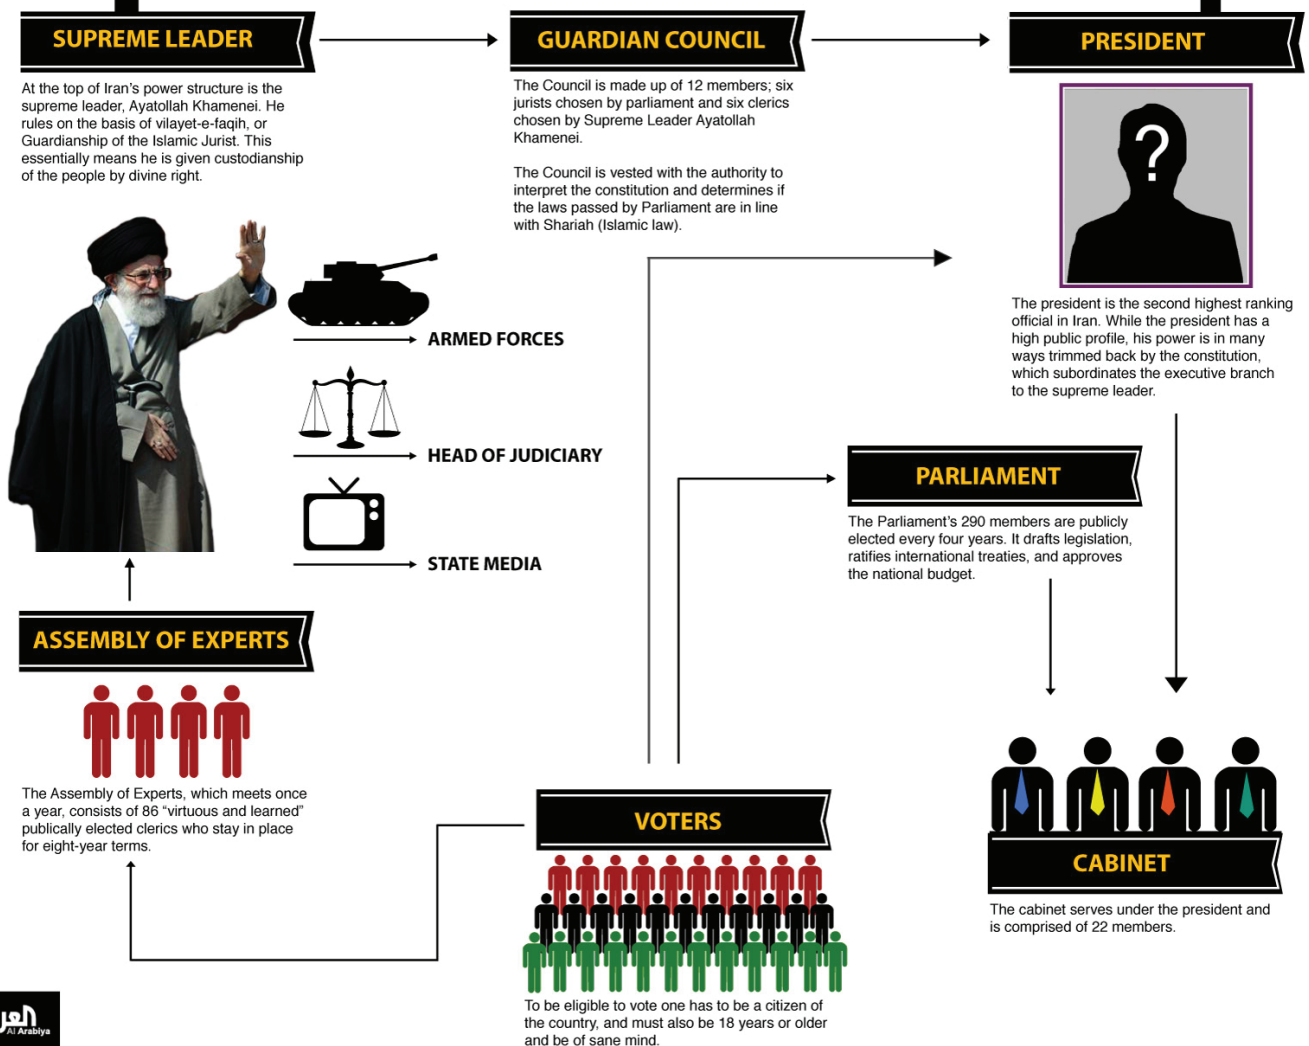 SUPREME LEADER
At the top of Iran's power structure is the
supreme leader, Ayatollah Khamenei. He
rules on the basis of vilayet-e-faqih, or
Guardianship of the Islamic Jurist. This
essentially means he is given custodianship
of the people by divine right.
GUARDIAN COUNCIL
The Council is made up of 12 members; six
jurists chosen by parliament and six clerics
chosen by Supreme Leader Ayatollah
Khamenei.
The Council is vested with the authority to
interpret the constitution and determines if
the laws passed by Parliament are in line
with Shariah (Islamic law).
PRESIDENT
?
The president is the second highest ranking
official in Iran. While the president has a
high public profile, his power is in many
ways trimmed back by the constitution,
which subordinates the executive branch
to the supreme leader.
ARMED FORCES
HEAD OF JUDICIARY
STATE MEDIA
PARLIAMENT
The Parliament's 290 members are publicly
elected every four years. It drafts legislation,
ratifies international treaties, and approves
the national budget.
ASSEMBLY OF EXPERTS
The Assembly of Experts, which meets once
a year, consists of 86 “virtuous and learned”
publically elected clerics who stay in place
for eight-year terms.
VOTERS
To be eligible to vote one has to be a citizen of
the country, and must also be 18 years or older
and be of sane mind.
CABINET
The cabinet serves under the president and
is comprised of 22 members.
Al Arabiya